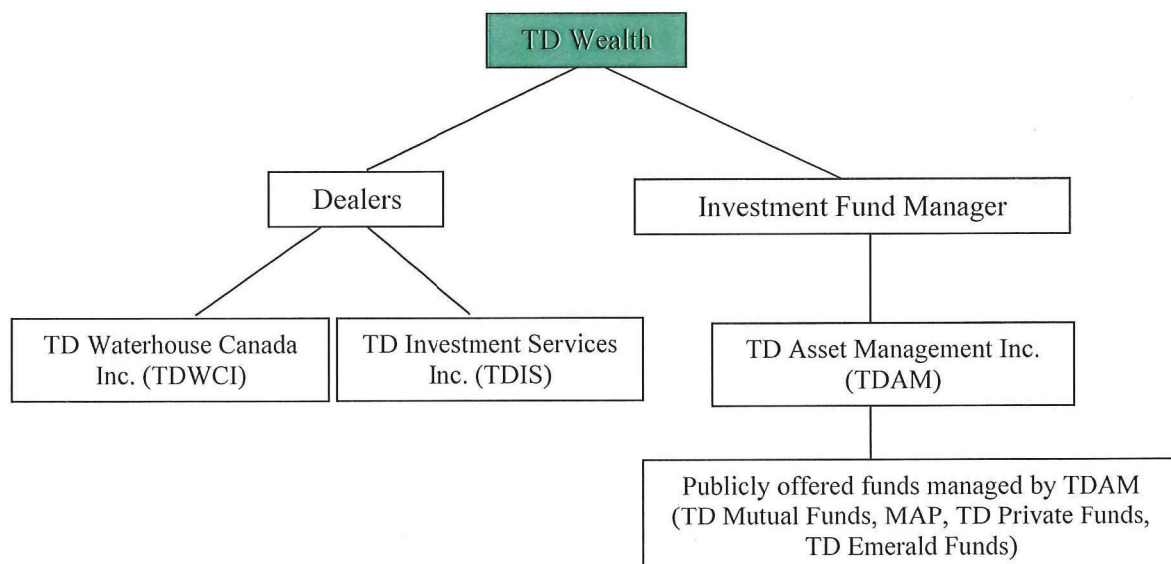 TD Wealth
Dealers
Investment Fund Manager
TD Waterhouse Canada
Inc. (TDWCI)
TD Investment Services
Inc. (TDIS)
TD Asset Management Inc.
(TDAM)
Publicly offered funds managed by TDAM
(TD Mutual Funds, MAP, TD Private Funds,
TD Emerald Funds)